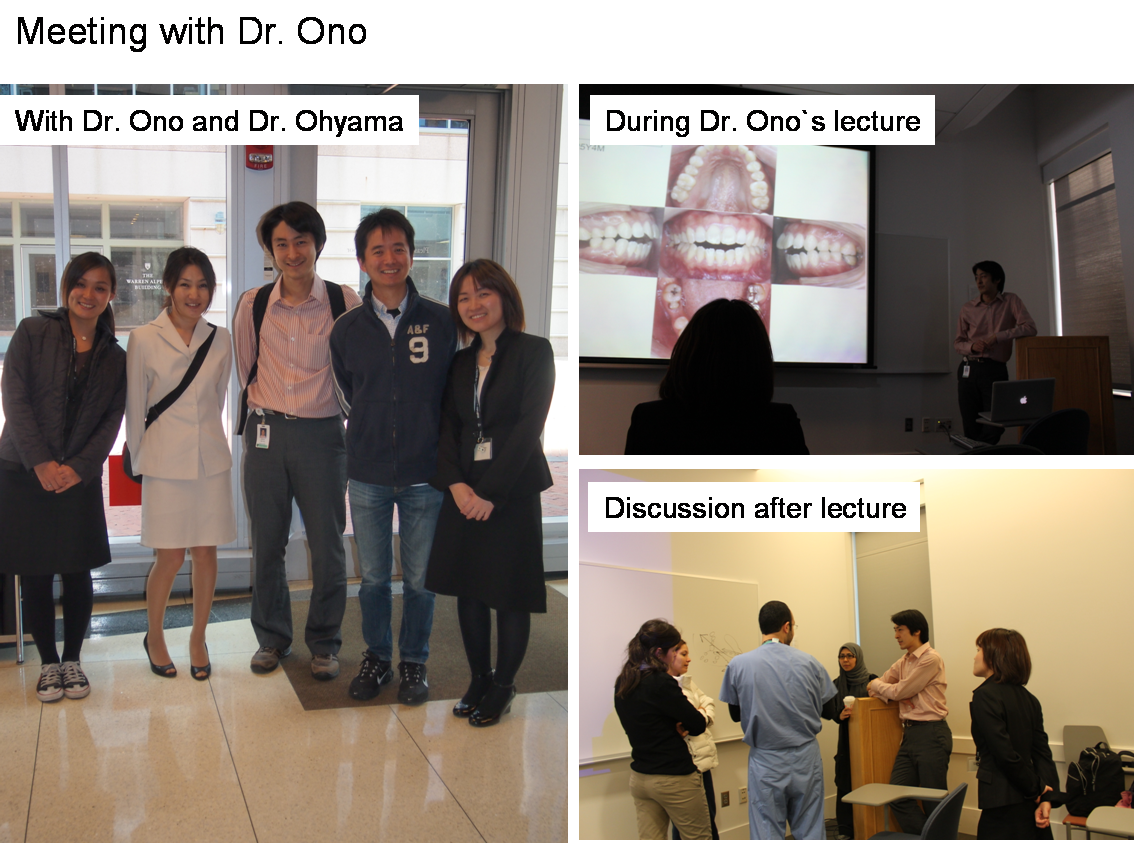 Meeting with Dr. Ono
With Dr. Ono and Dr. Ohyama
During Dr. Ono`s lecture
THE
WARREN ALPE
BUILDING
A&F
9
Discussion after lecture